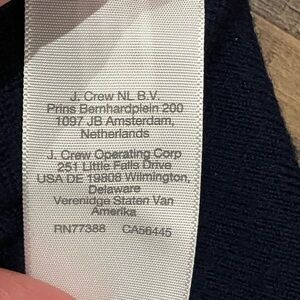 J. Crew NL B.V.
Prins Bernhardplein 200
1097 JB Amsterdam,
Netherlands
J. Crew Operating Corp
251 Little Falls Drive
USA DE 19808 Wilmington,
Delaware
Verenidge Staten Van
Amerika
RN77388 CA56445